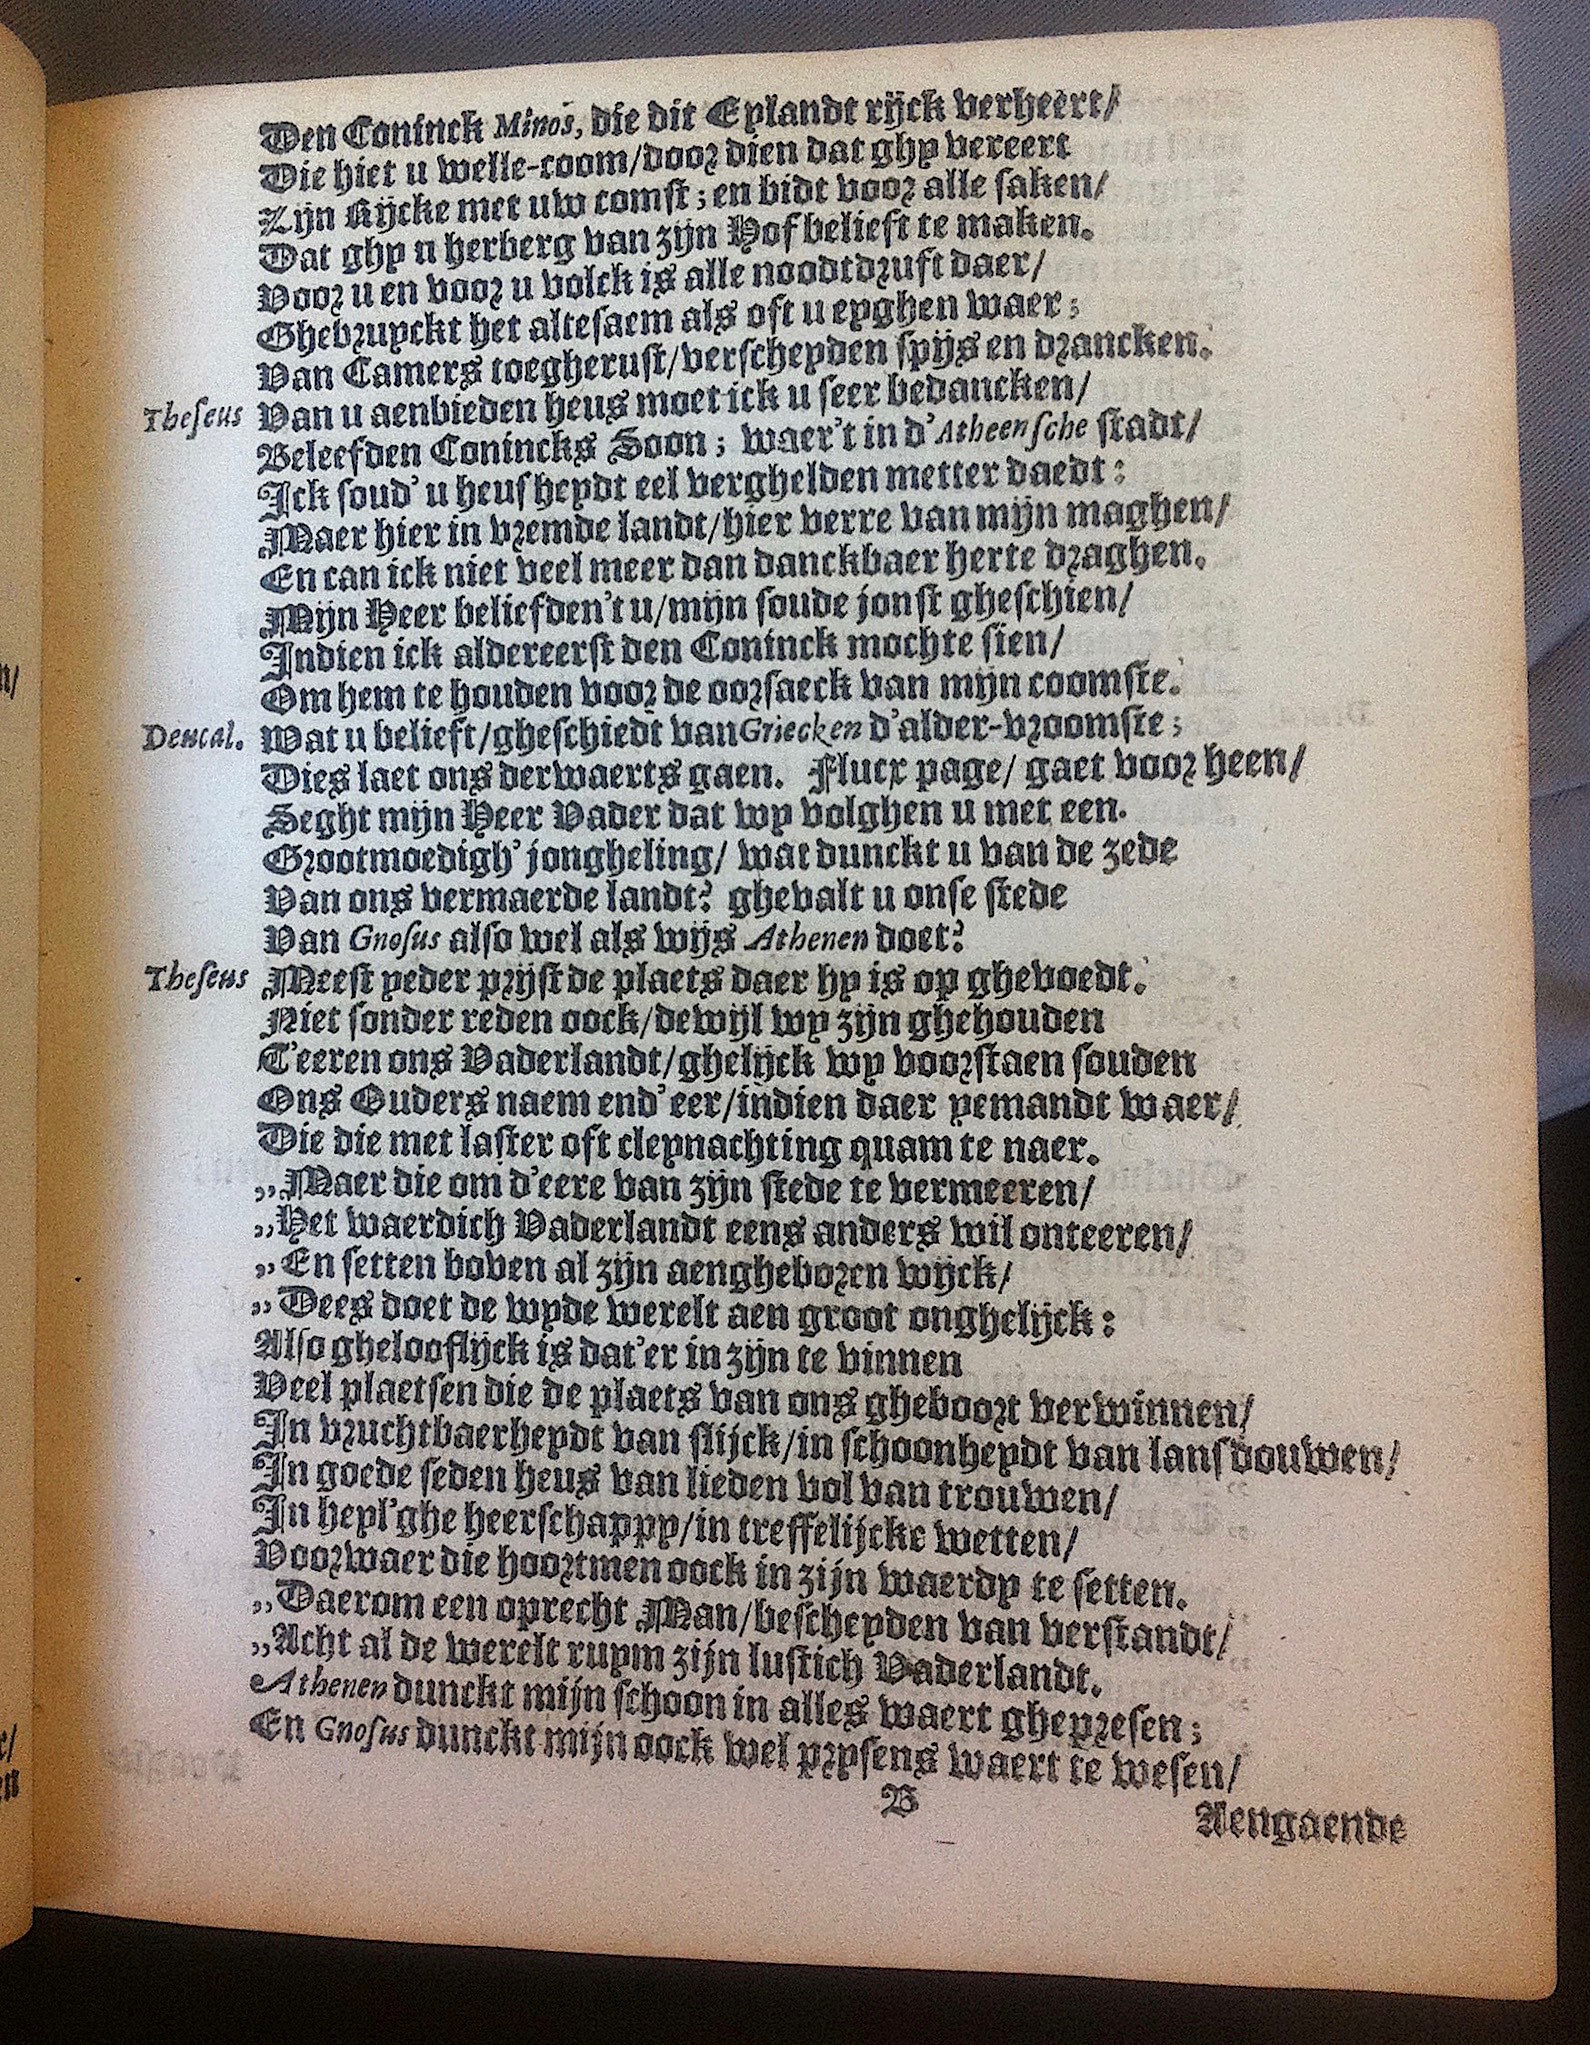 Den Coninck Minos, die dit Eylandt rijck verheert/
Die hiet u welle-coom/door dien dat ghy vereert
Zijn Rijcke met uw comst; en bidt voor alle saken/
Dat ghy u herberg van zijn Hof belieft te maken.
Voor u en voor u volck is alle noodtdruft daer/
Ghebruyckt het altesaem als oft u eyghen waer;
Van Camers toegherust/verscheyden spijs en drancken.
Theseus Van u aenbieden heus moet ick u seer bedancken/
Beleefden Conincks Soon; waer't in d'Atheensche stadt/
Ick soud' u heusheydt eel verghelden metter daedt:
Maer hier in vremde landt/hier verre van mijn maghen/
En can ick niet veel meer dan danckbaer herte draghen.
Mijn Heer beliefden't u/mijn soude jonst gheschien/
Indien ick aldereerst den Coninck mochte sien/
Om hem te houden voor de oorsaeck van mijn coomste.
Deucal. Wat u belieft/gheschiedt van Griecken d'alder-vroomste;
Dies laet ons derwaerts gaen. Flucx page/ gaet voor heen/
Seght mijn Heer Vader dat wy volghen u met een.
Grootmoedigh' jongheling/ wat dunckt u van de zede
Van ons vermaerde landt? ghevalt u onse stede
Van Gnosus also wel als wijs Athenen doet?
Theseus Meest yeder prijst de plaets daer hy is op ghevoedt.
Niet sonder reden oock/dewijl wy zijn ghehouden
T'eeren ons Vaderlandt/ghelijck wy voorstaen souden
Ons Ouders naem end' eer/indien daer yemandt waer/
Die die met laster oft cleynachting quam te naer.
„Maer die om d'eere van zijn stede te vermeeren/
„Het waerdich Vaderlandt eens anders wil onteeren/
„En setten boven al zijn aengheboren wijck/
„Dees doet de wyde werelt aen groot onghelijck:
Also ghelooflijck is dat'er in zijn te vinnen
Veel plaetsen die de plaets van ons gheboort verwinnen/
In vruchtbaerheydt van slijck/in schoonheydt van lansdouwen/
In goede seden heus van lieden vol van trouwen/
In heyl'ghe heerschappy/in treffelijcke wetten/
Voorwaer die hoortmen oock in zijn waerdy te setten.
„Daerom een oprecht Man/bescheyden van verstandt/
„Acht al de werelt ruym zijn lustich Vaderlandt.
Athenen dunckt mijn schoon in alles waert ghepresen;
En Gnosus dunckt mijn oock wel prysens waert te wesen/
B
Aengaende